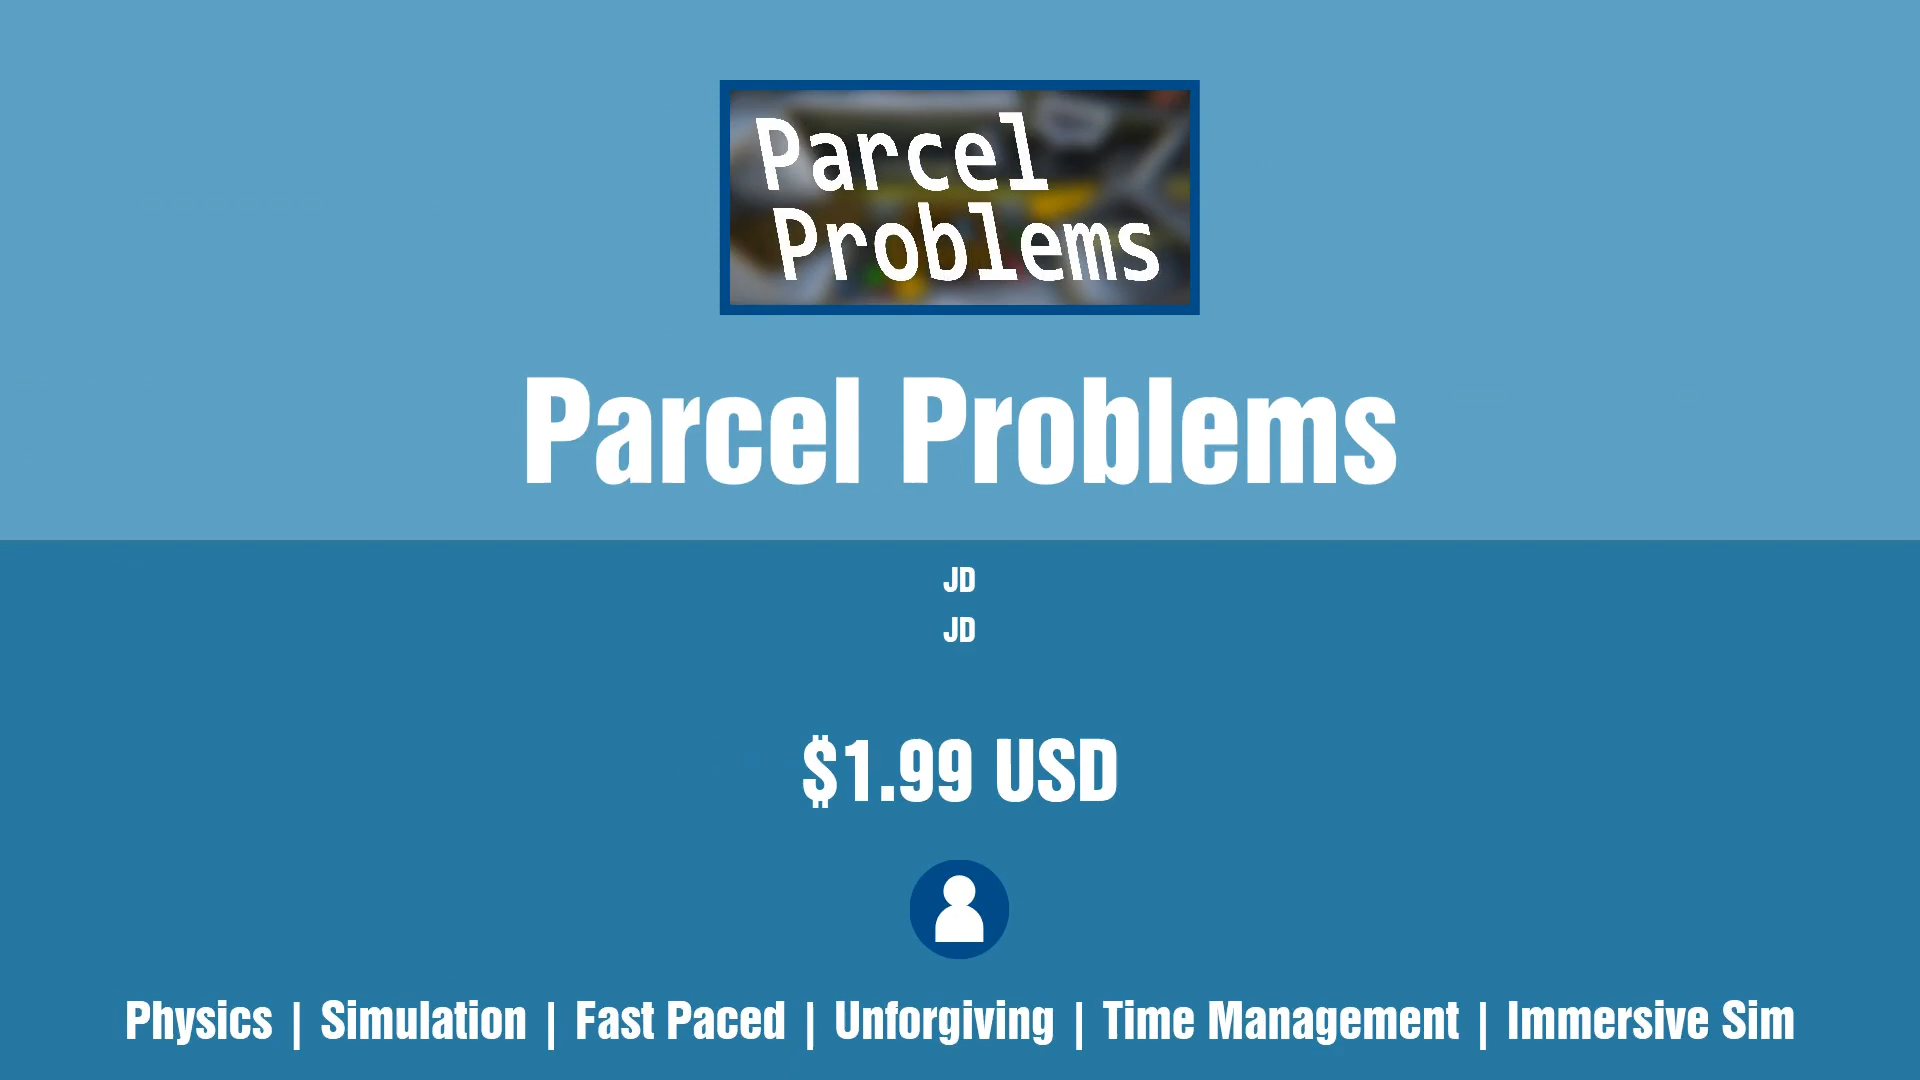 Parcel
Problems
Parcel Problems
JD
JD
$1.99 USD
Physics | Simulation | Fast Paced | Unforgiving | Time Management | Immersive Sim